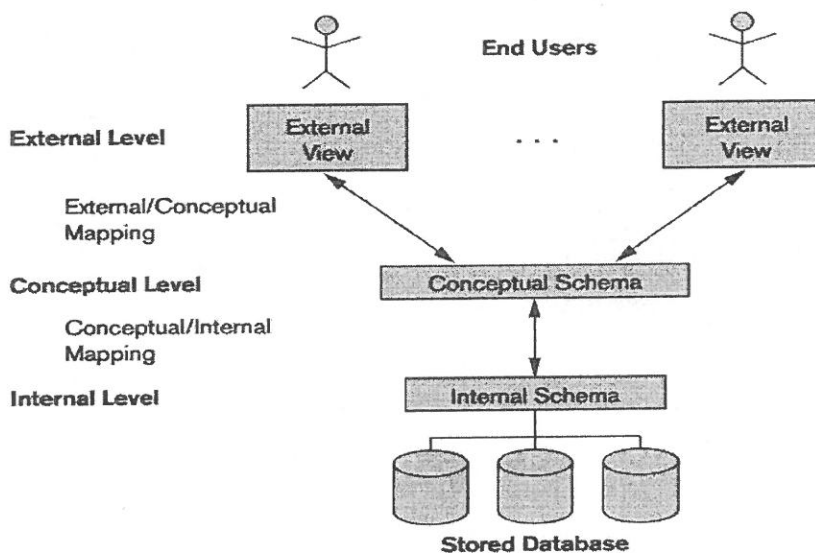 End Users
External Level
External
View
. . .
External
View
External/Conceptual
Mapping
Conceptual Level
Conceptual Schema
Conceptual/Internal
Mapping
Internal Level
Internal Schema
Stored Database